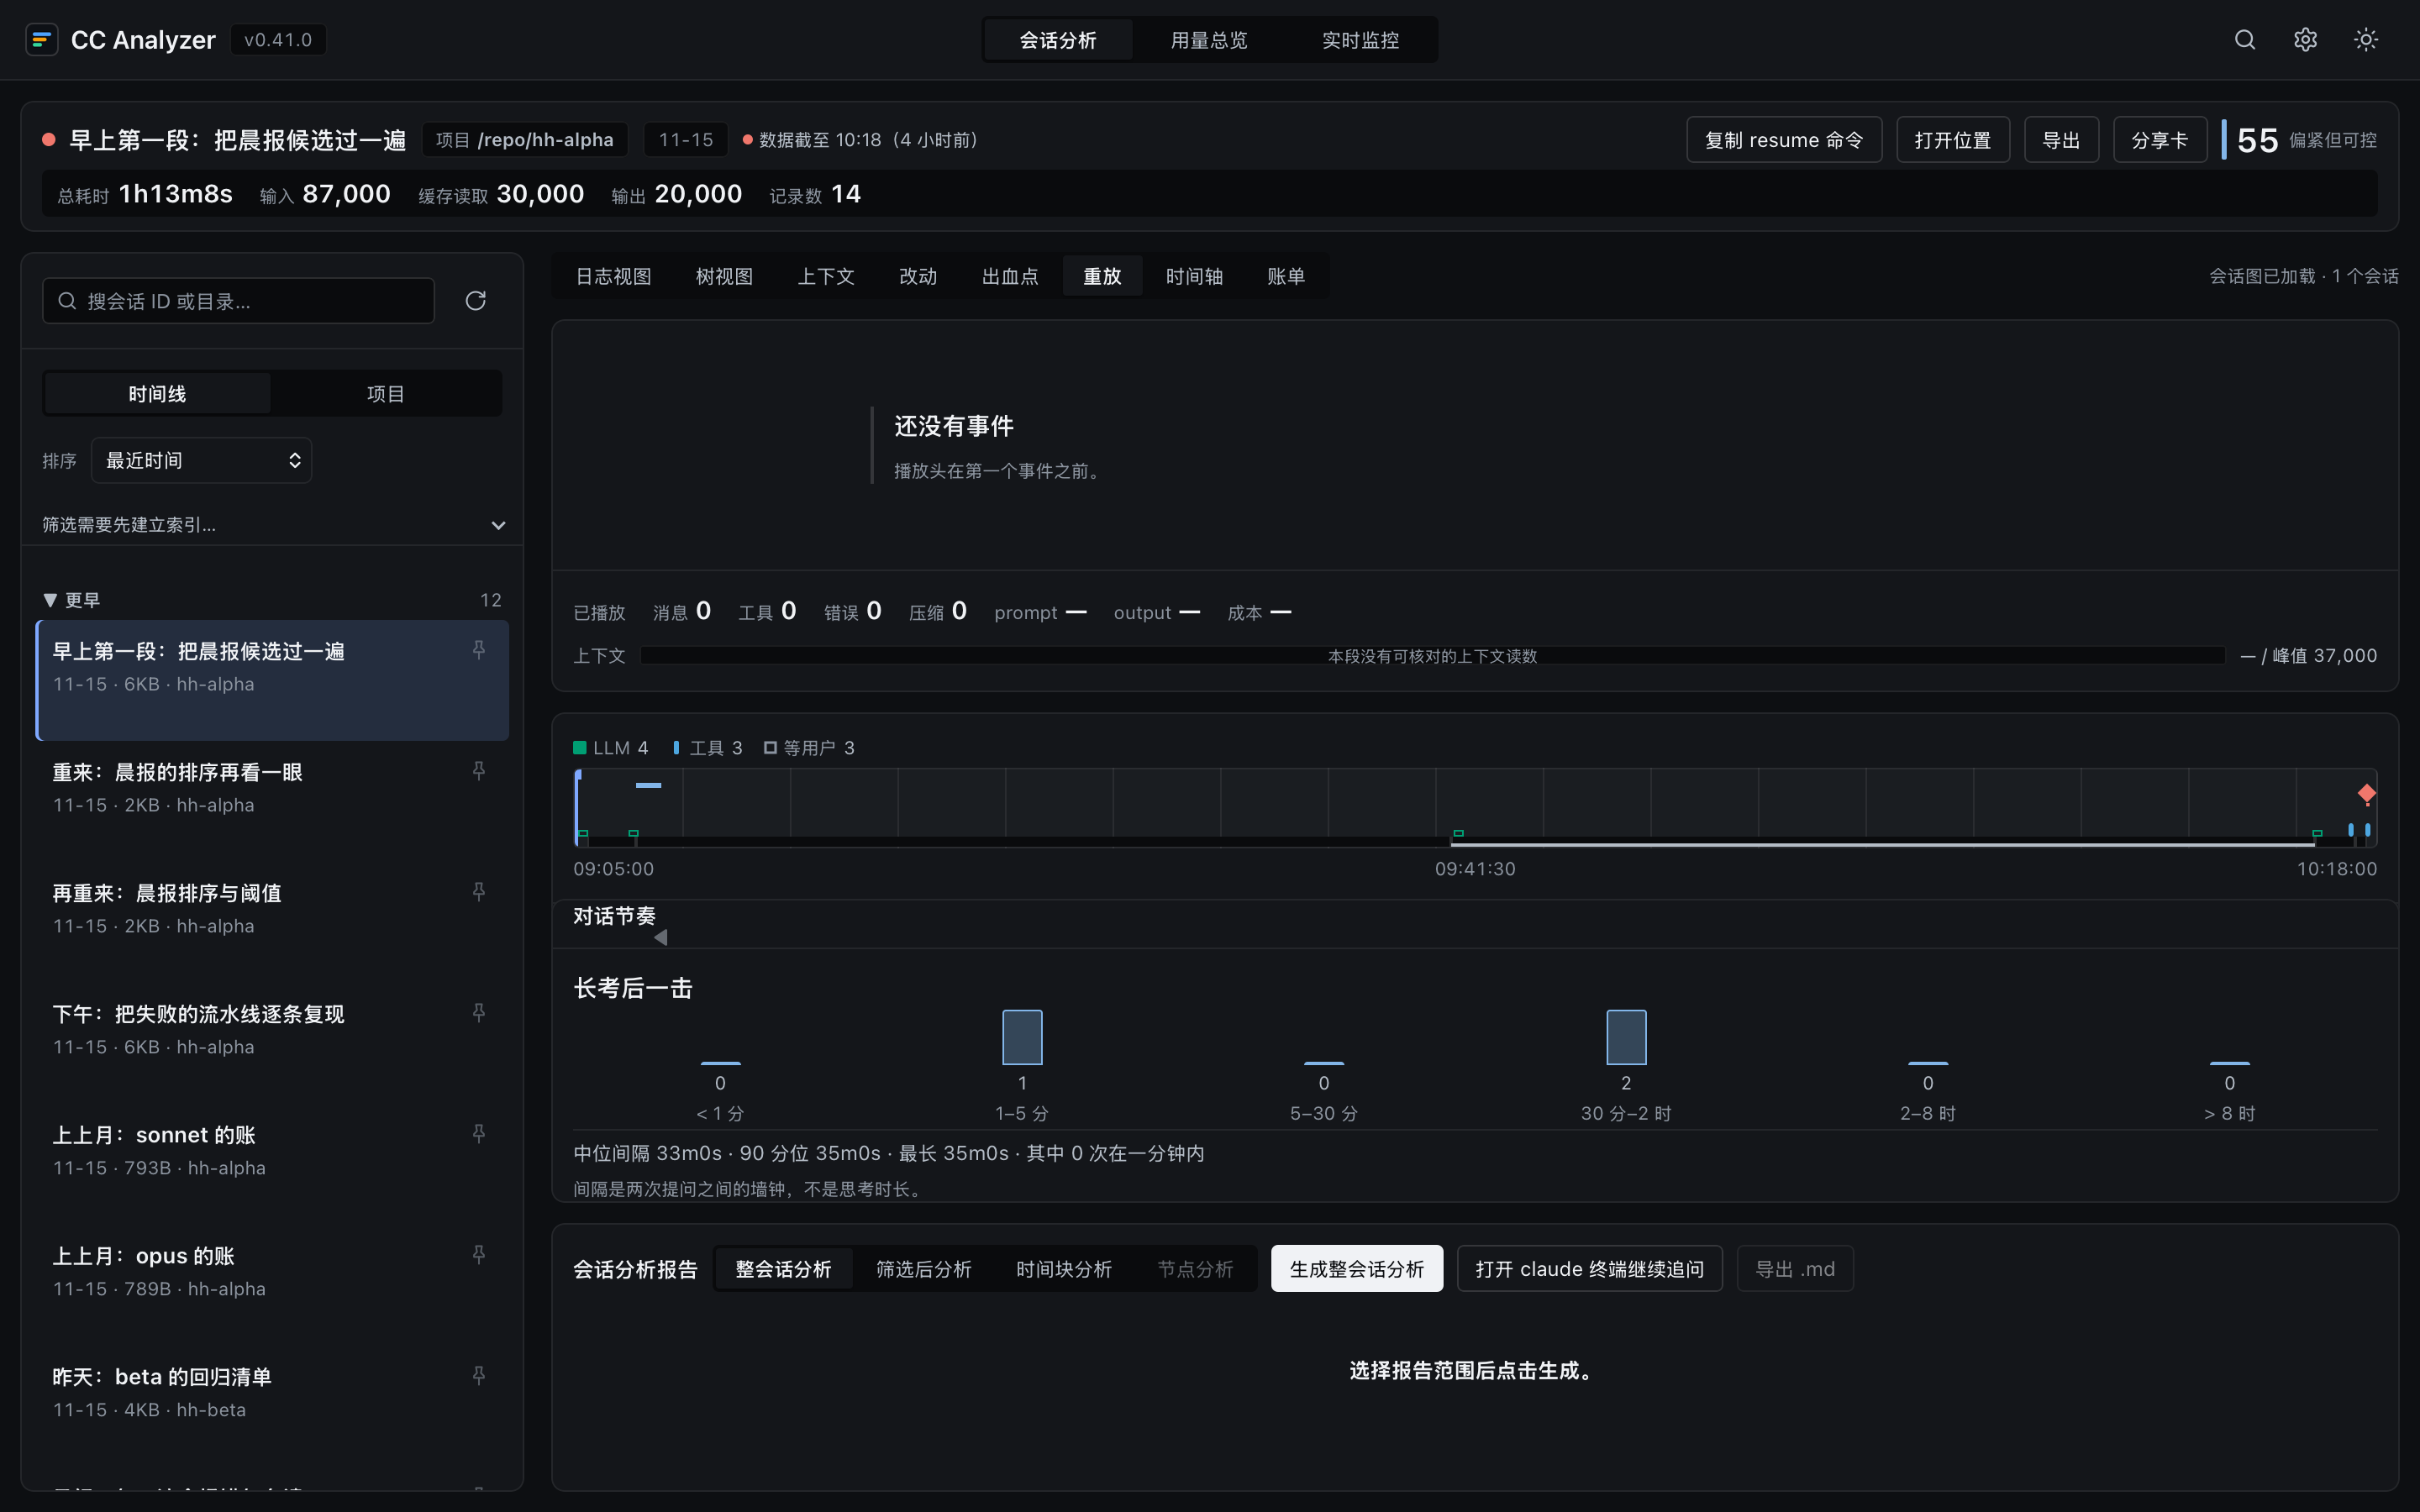 CC Analyzer v0.41.0 会话分析 用量总览 实时监控
早上第一段：把晨报候选过一遍 项目 /repo/hh-alpha 11-15 数据截至 10:18（4 小时前） 复制 resume 命令 打开位置 导出 分享卡 55 偏紧但可控
总耗时 1h13m8s 输入 87,000 缓存读取 30,000 输出 20,000 记录数 14
搜会话 ID 或目录...
时间线 项目
排序 最近时间
筛选需要先建立索引...
更早 12
早上第一段：把晨报候选过一遍
11-15 · 6KB · hh-alpha
重来：晨报的排序再看一眼
11-15 · 2KB · hh-alpha
再重来：晨报排序与阈值
11-15 · 2KB · hh-alpha
下午：把失败的流水线逐条复现
11-15 · 6KB · hh-alpha
上上月：sonnet 的账
11-15 · 793B · hh-alpha
上上月：opus 的账
11-15 · 789B · hh-alpha
昨天：beta 的回归清单
11-15 · 4KB · hh-beta
日志视图 树视图 上下文 改动 出血点 重放 时间轴 账单 会话图已加载 · 1 个会话
还没有事件
播放头在第一个事件之前。
已播放 消息 0 工具 0 错误 0 压缩 0 prompt — output — 成本 —
上下文 本段没有可核对的上下文读数 — / 峰值 37,000
LLM 4 工具 3 等用户 3
09:05:00 09:41:30 10:18:00
对话节奏
长考后一击
0 1 0 2 0 0
< 1 分 1–5 分 5–30 分 30 分–2 时 2–8 时 > 8 时
中位间隔 33m0s · 90 分位 35m0s · 最长 35m0s · 其中 0 次在一分钟内
间隔是两次提问之间的墙钟，不是思考时长。
会话分析报告 整会话分析 筛选后分析 时间块分析 节点分析 生成整会话分析 打开 claude 终端继续追问 导出 .md
选择报告范围后点击生成。